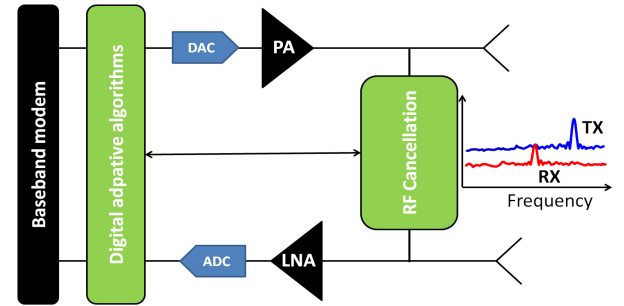 Baseband modem
Digital adpative algorithms
DAC
PA
RF Cancellation
TX
RX
Frequency
ADC
LNA